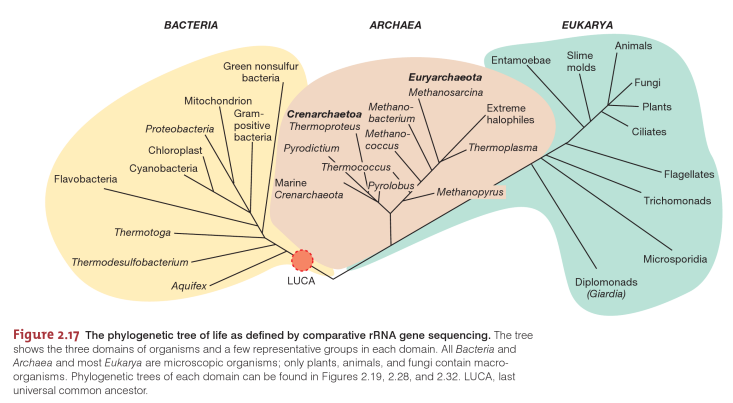 BACTERIA
ARCHAEA
EUKARYA
Green nonsulfur
bacteria
Mitochondrion
Gram-
positive
bacteria
Proteobacteria
Chloroplast
Cyanobacteria
Flavobacteria
Thermotoga
Thermodesulfobacterium
Aquifex
LUCA
Crenarchaetoa
Thermoproteus
Pyrodictium
Thermococcus
Marine
Crenarchaeota
Pyrolobus
Methano-
bacterium
Methano-
coccus
Euryarchaeota
Methanosarcina
Extreme
halophiles
Thermoplasma
Methanopyrus
Entamoebae
Slime
molds
Animals
Fungi
Plants
Ciliates
Flagellates
Trichomonads
Microsporidia
Diplomonads
(Giardia)
Figure 2.17 The phylogenetic tree of life as defined by comparative rRNA gene sequencing. The tree
shows the three domains of organisms and a few representative groups in each domain. All Bacteria and
Archaea and most Eukarya are microscopic organisms; only plants, animals, and fungi contain macro-
organisms. Phylogenetic trees of each domain can be found in Figures 2.19, 2.28, and 2.32. LUCA, last
universal common ancestor.